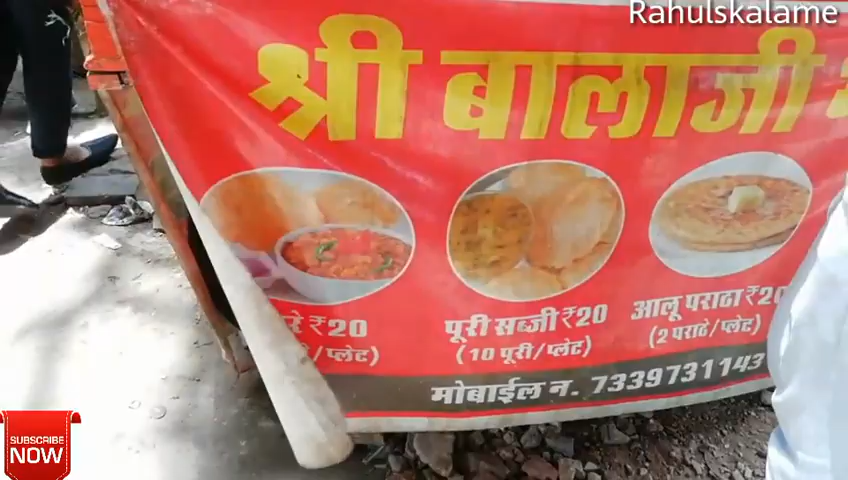 Rahulskalame
श्री बालाजी
₹20
पूरी सब्जी ₹20
आलू पराठा ₹20
/प्लेट)
(10 पूरी/प्लेट)
(2 पराठे/प्लेट)
मोबाईल न. 7339731143
SUBSCRIBE
NOW